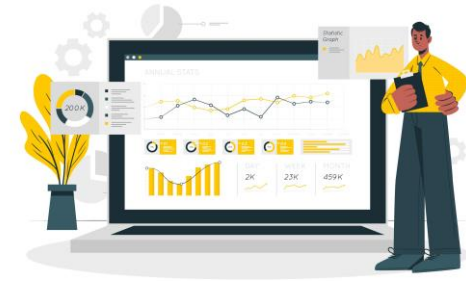 Statistic
Graph
ANNUAL STATS
200K
DAY
WEEK
MONTH
2K
23K
459K